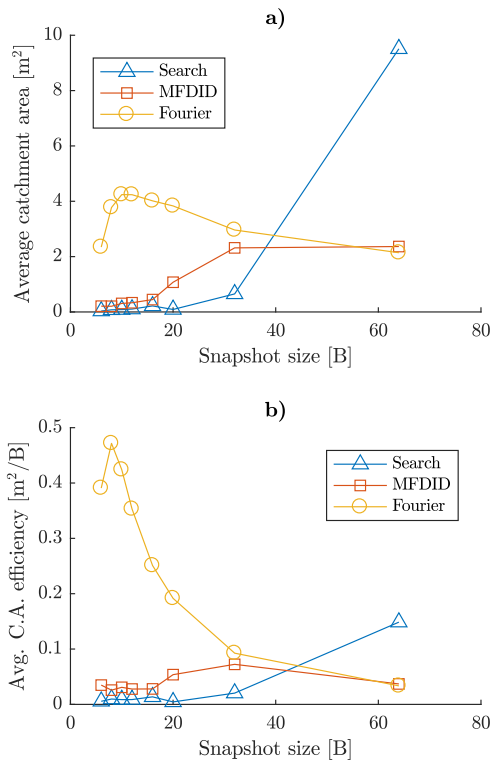 a)
Average catchment area [m²]
10
8
6
4
2
0
Search
MFDID
Fourier
0 20 40 60 80
Snapshot size [B]
b)
Avg. C.A. efficiency [m²/B]
0.5
0.4
0.3
0.2
0.1
0
Search
MFDID
Fourier
0 20 40 60 80
Snapshot size [B]